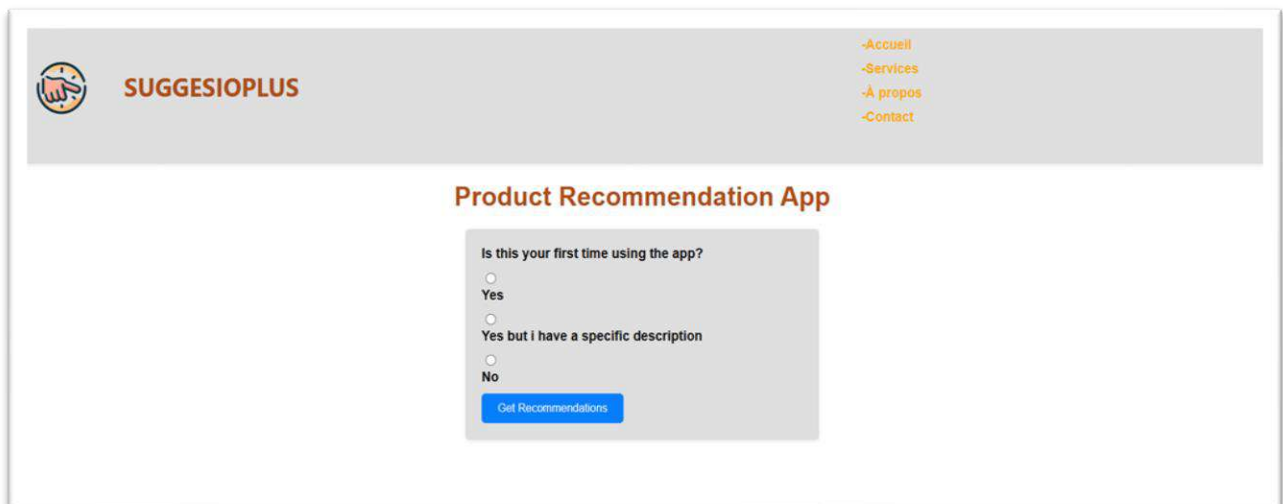 SUGGESIOPLUS
-Accueil
-Services
-À propos
-Contact
Product Recommendation App
Is this your first time using the app?
Yes
Yes but i have a specific description
No
Get Recommendations